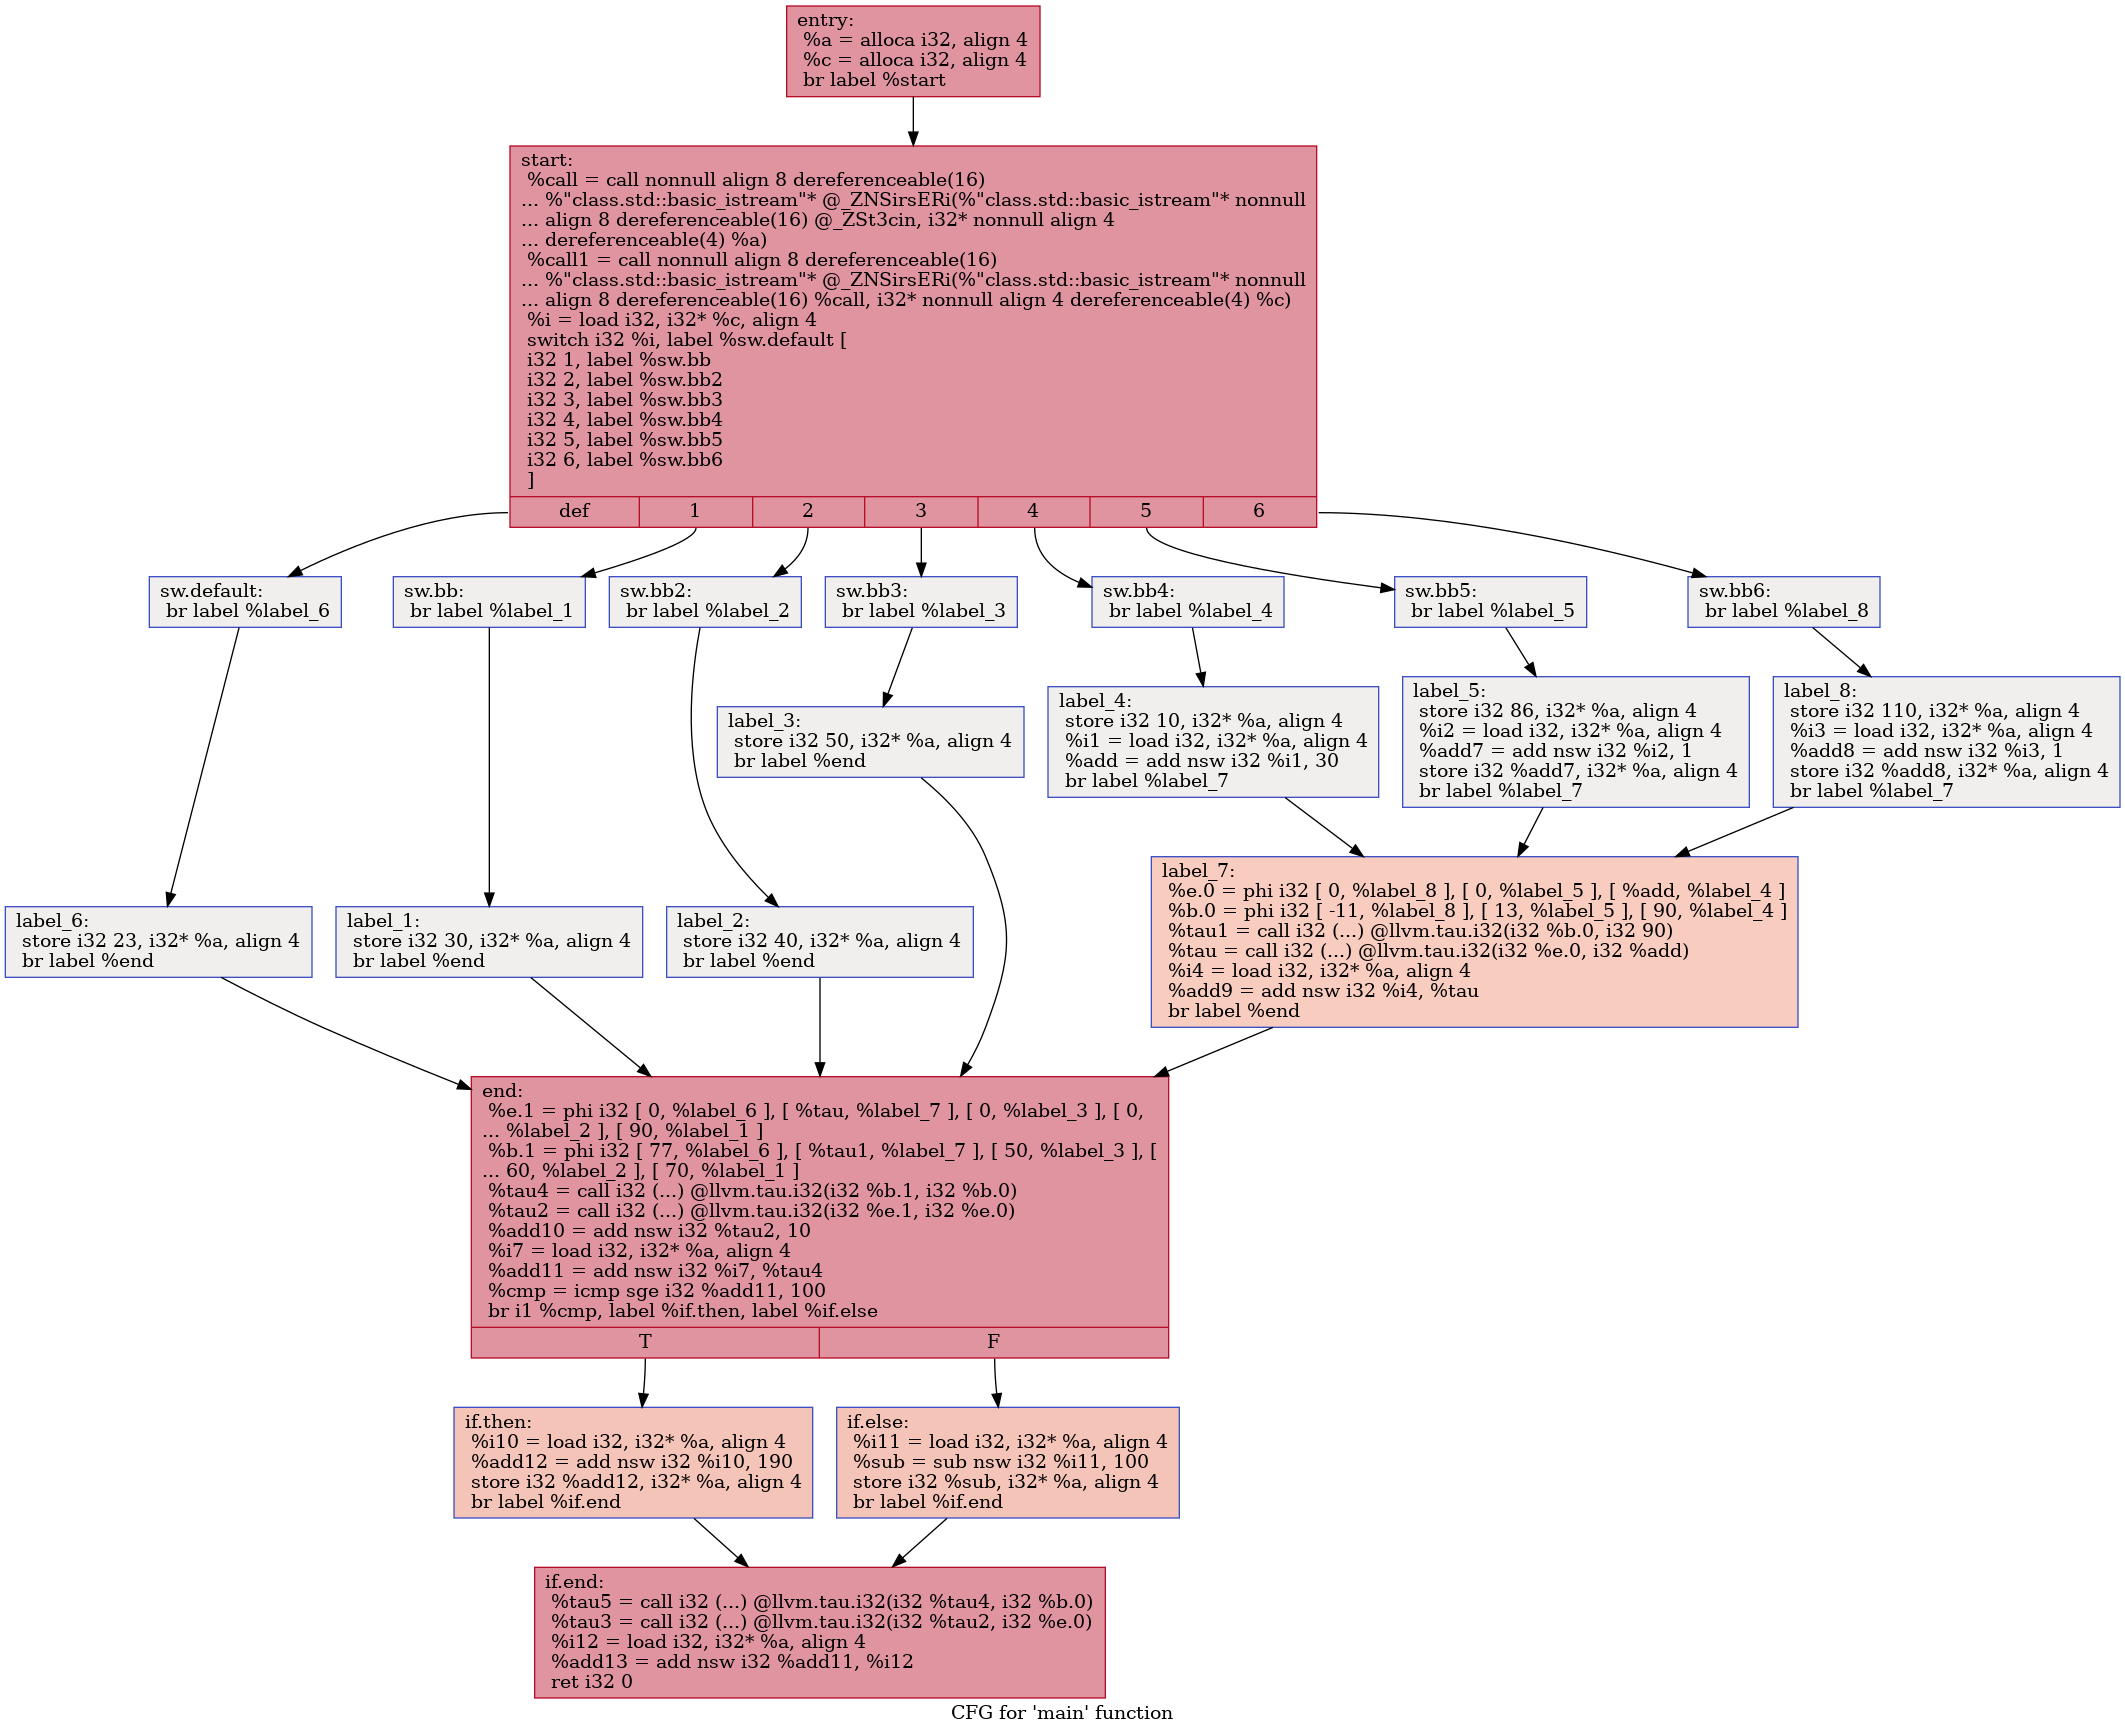 entry:
%a = alloca i32, align 4
%c = alloca i32, align 4
br label %start
start:
%call = call nonnull align 8 dereferenceable(16)
... %"class.std::basic_istream"* @_ZNSirsERi(%"class.std::basic_istream"* nonnull
... align 8 dereferenceable(16) @_ZSt3cin, i32* nonnull align 4
... dereferenceable(4) %a)
%call1 = call nonnull align 8 dereferenceable(16)
... %"class.std::basic_istream"* @_ZNSirsERi(%"class.std::basic_istream"* nonnull
... align 8 dereferenceable(16) %call, i32* nonnull align 4 dereferenceable(4) %c)
%i = load i32, i32* %c, align 4
switch i32 %i, label %sw.default [
i32 1, label %sw.bb
i32 2, label %sw.bb2
i32 3, label %sw.bb3
i32 4, label %sw.bb4
i32 5, label %sw.bb5
i32 6, label %sw.bb6
]
def 1 2 3 4 5 6
sw.default:
br label %label_6
sw.bb:
br label %label_1
sw.bb2:
br label %label_2
sw.bb3:
br label %label_3
sw.bb4:
br label %label_4
sw.bb5:
br label %label_5
sw.bb6:
br label %label_8
label_3:
store i32 50, i32* %a, align 4
br label %end
label_4:
store i32 10, i32* %a, align 4
%i1 = load i32, i32* %a, align 4
%add = add nsw i32 %i1, 30
br label %label_7
label_5:
store i32 86, i32* %a, align 4
%i2 = load i32, i32* %a, align 4
%add7 = add nsw i32 %i2, 1
store i32 %add7, i32* %a, align 4
br label %label_7
label_8:
store i32 110, i32* %a, align 4
%i3 = load i32, i32* %a, align 4
%add8 = add nsw i32 %i3, 1
store i32 %add8, i32* %a, align 4
br label %label_7
label_6:
store i32 23, i32* %a, align 4
br label %end
label_1:
store i32 30, i32* %a, align 4
br label %end
label_2:
store i32 40, i32* %a, align 4
br label %end
label_7:
%e.0 = phi i32 [ 0, %label_8 ], [ 0, %label_5 ], [ %add, %label_4 ]
%b.0 = phi i32 [ -11, %label_8 ], [ 13, %label_5 ], [ 90, %label_4 ]
%tau1 = call i32 (...) @llvm.tau.i32(i32 %b.0, i32 90)
%tau = call i32 (...) @llvm.tau.i32(i32 %e.0, i32 %add)
%i4 = load i32, i32* %a, align 4
%add9 = add nsw i32 %i4, %tau
br label %end
end:
%e.1 = phi i32 [ 0, %label_6 ], [ %tau, %label_7 ], [ 0, %label_3 ], [ 0,
... %label_2 ], [ 90, %label_1 ]
%b.1 = phi i32 [ 77, %label_6 ], [ %tau1, %label_7 ], [ 50, %label_3 ], [
... 60, %label_2 ], [ 70, %label_1 ]
%tau4 = call i32 (...) @llvm.tau.i32(i32 %b.1, i32 %b.0)
%tau2 = call i32 (...) @llvm.tau.i32(i32 %e.1, i32 %e.0)
%add10 = add nsw i32 %tau2, 10
%i7 = load i32, i32* %a, align 4
%add11 = add nsw i32 %i7, %tau4
%cmp = icmp sge i32 %add11, 100
br i1 %cmp, label %if.then, label %if.else
T F
if.then:
%i10 = load i32, i32* %a, align 4
%add12 = add nsw i32 %i10, 190
store i32 %add12, i32* %a, align 4
br label %if.end
if.else:
%i11 = load i32, i32* %a, align 4
%sub = sub nsw i32 %i11, 100
store i32 %sub, i32* %a, align 4
br label %if.end
if.end:
%tau5 = call i32 (...) @llvm.tau.i32(i32 %tau4, i32 %b.0)
%tau3 = call i32 (...) @llvm.tau.i32(i32 %tau2, i32 %e.0)
%i12 = load i32, i32* %a, align 4
%add13 = add nsw i32 %add11, %i12
ret i32 0
CFG for 'main' function